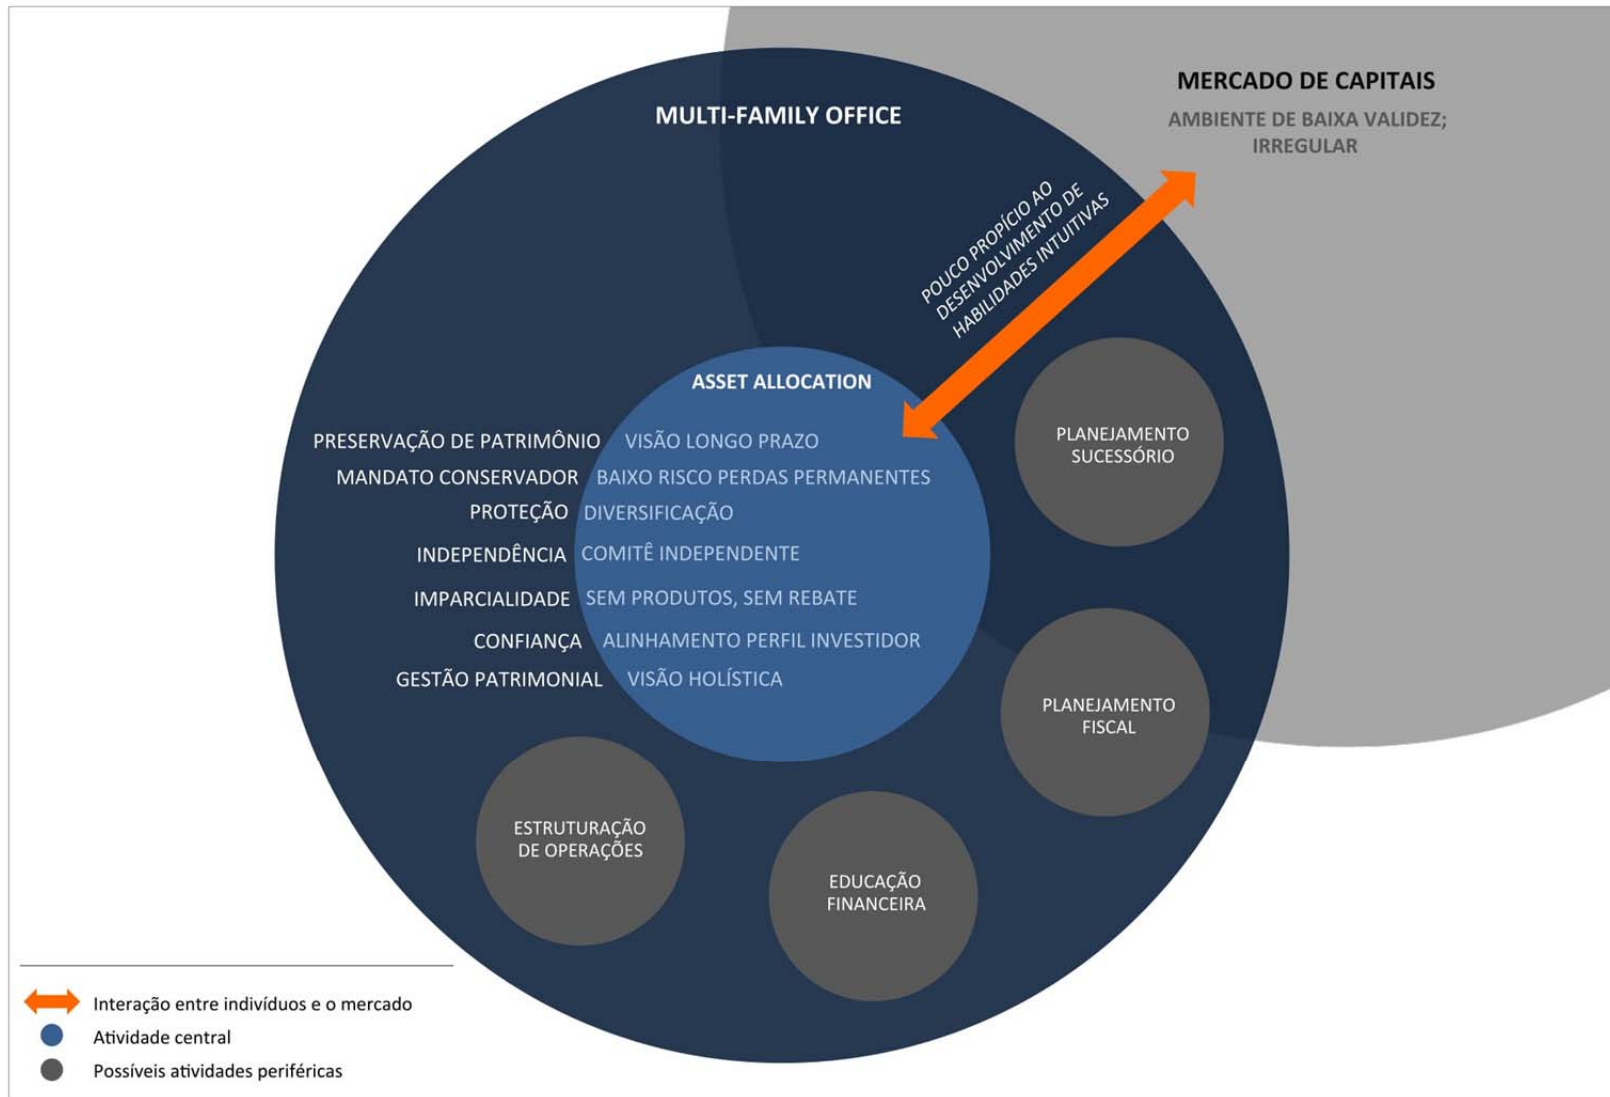 MERCADO DE CAPITAIS
AMBIENTE DE BAIXA VALIDEZ;
IRREGULAR
MULTI-FAMILY OFFICE
POUCO PROPÍCIO AO
DESENVOLVIMENTO DE
HABILIDADES INTUITIVAS
ASSET ALLOCATION
PRESERVAÇÃO DE PATRIMÔNIO VISÃO LONGO PRAZO
MANDATO CONSERVADOR BAIXO RISCO PERDAS PERMANENTES
PROTEÇÃO DIVERSIFICAÇÃO
INDEPENDÊNCIA COMITÊ INDEPENDENTE
IMPARCIALIDADE SEM PRODUTOS, SEM REBATE
CONFIANÇA ALINHAMENTO PERFIL INVESTIDOR
GESTÃO PATRIMONIAL VISÃO HOLÍSTICA
PLANEJAMENTO
SUCESSÓRIO
PLANEJAMENTO
FISCAL
ESTRUTURAÇÃO
DE OPERAÇÕES
EDUCAÇÃO
FINANCEIRA
Interação entre indivíduos e o mercado
Atividade central
Possíveis atividades periféricas